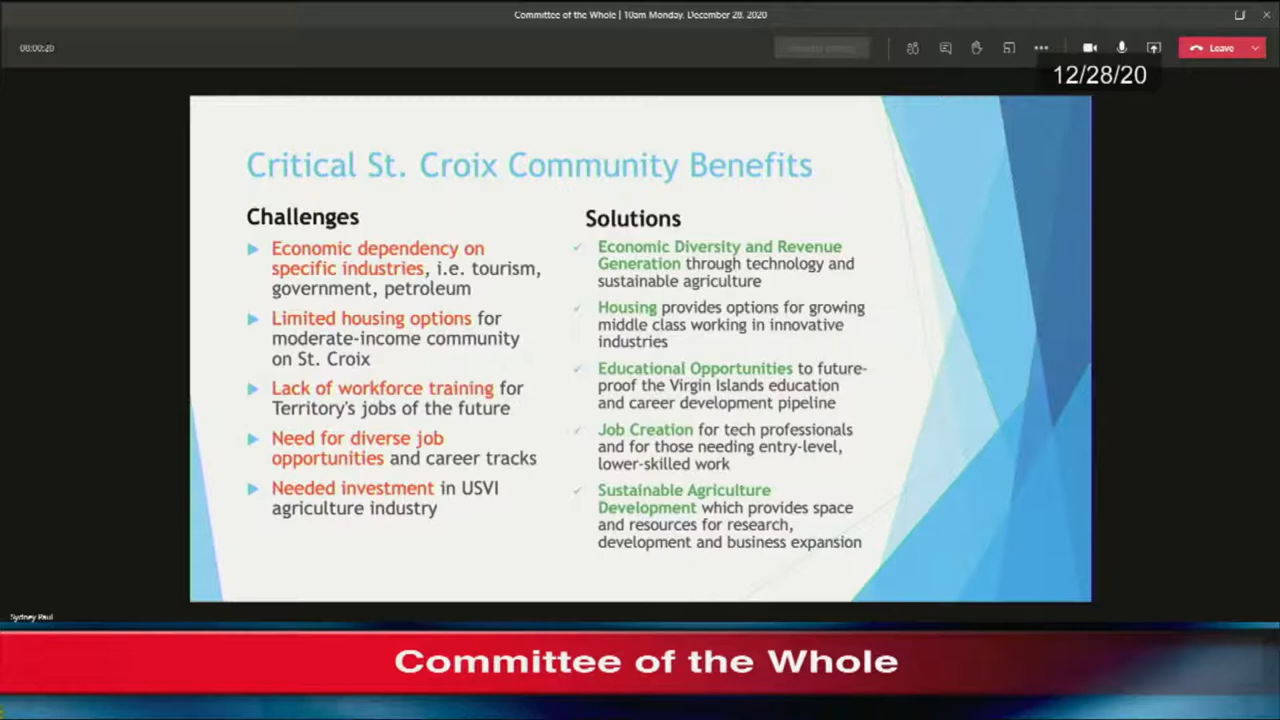 Committee of the Whole | 10am Monday, December 28, 2020
00:00:20
Leave
12/28/20
Critical St. Croix Community Benefits
Challenges
Economic dependency on
specific industries, i.e. tourism,
government, petroleum
Limited housing options for
moderate-income community
on St. Croix
Lack of workforce training for
Territory's jobs of the future
Need for diverse job
opportunities and career tracks
Needed investment in USVI
agriculture industry
Solutions
Economic Diversity and Revenue
Generation through technology and
sustainable agriculture
Housing provides options for growing
middle class working in innovative
industries
Educational Opportunities to future-
proof the Virgin Islands education
and career development pipeline
Job Creation for tech professionals
and for those needing entry-level,
lower-skilled work
Sustainable Agriculture
Development which provides space
and resources for research,
development and business expansion
Sydney Paul
Committee of the Whole